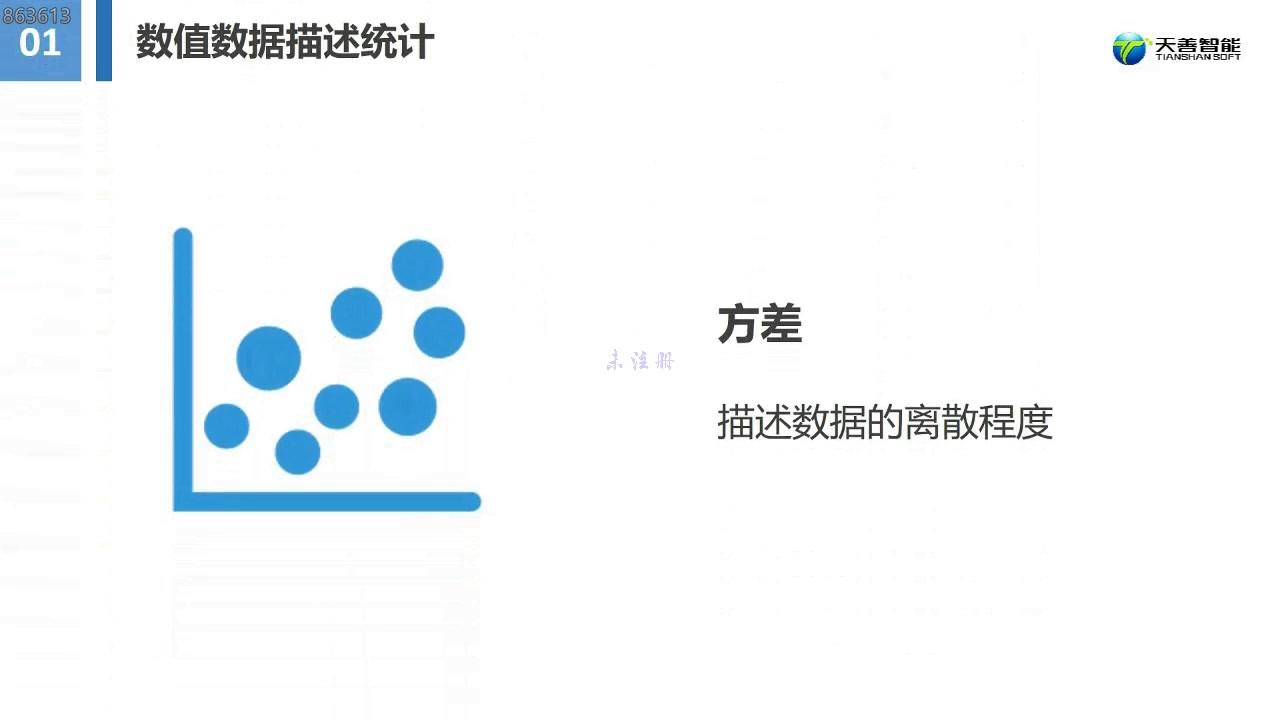 863613
01
数值数据描述统计
天善智能
TIANSHAN SOFT
方差
未注册
描述数据的离散程度